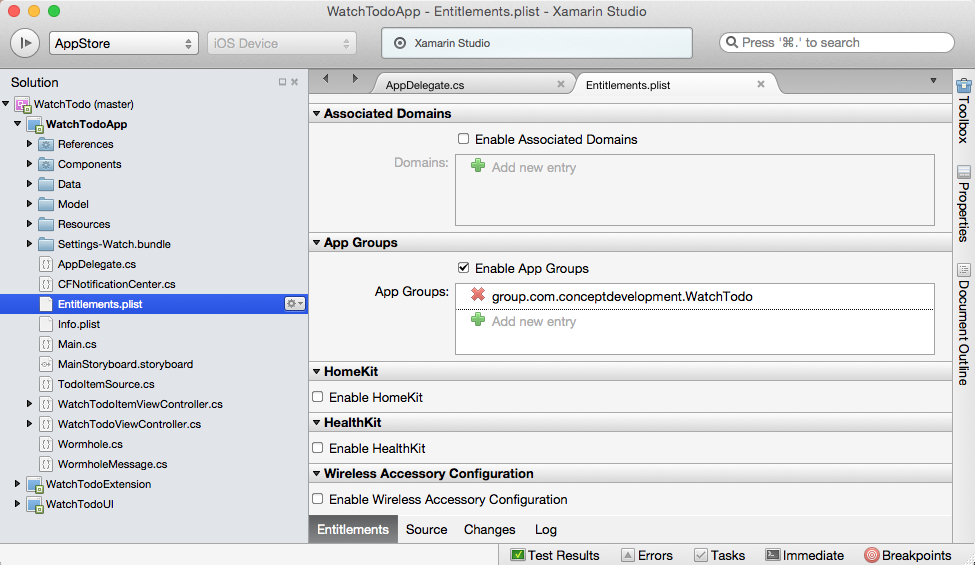 WatchTodoApp - Entitlements.plist - Xamarin Studio
AppStore
iOS Device
Xamarin Studio
Press '⌘.' to search
Solution
WatchTodo (master)
WatchTodoApp
References
Components
Data
Model
Resources
Settings-Watch.bundle
AppDelegate.cs
CFNotificationCenter.cs
Entitlements.plist
Info.plist
Main.cs
MainStoryboard.storyboard
TodoItemSource.cs
WatchTodoItemViewController.cs
WatchTodoViewController.cs
Wormhole.cs
WormholeMessage.cs
WatchTodoExtension
WatchTodoUI
AppDelegate.cs
Entitlements.plist
Associated Domains
Enable Associated Domains
Domains:
Add new entry
App Groups
Enable App Groups
App Groups:
group.com.conceptdevelopment.WatchTodo
Add new entry
HomeKit
Enable HomeKit
HealthKit
Enable HealthKit
Wireless Accessory Configuration
Enable Wireless Accessory Configuration
Entitlements Source Changes Log
Toolbox
Properties
Document Outline
Test Results Errors Tasks Immediate Breakpoints